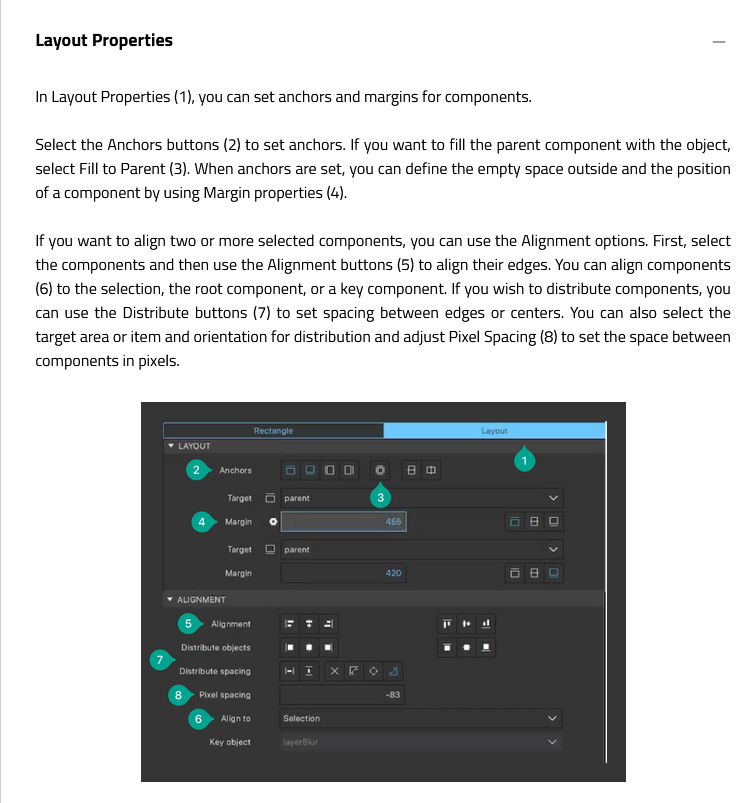 Layout Properties
In Layout Properties (1), you can set anchors and margins for components.
Select the Anchors buttons (2) to set anchors. If you want to fill the parent component with the object,
select Fill to Parent (3). When anchors are set, you can define the empty space outside and the position
of a component by using Margin properties (4).
If you want to align two or more selected components, you can use the Alignment options. First, select
the components and then use the Alignment buttons (5) to align their edges. You can align components
(6) to the selection, the root component, or a key component. If you wish to distribute components, you
can use the Distribute buttons (7) to set spacing between edges or centers. You can also select the
target area or item and orientation for distribution and adjust Pixel Spacing (8) to set the space between
components in pixels.
Rectangle Layout
LAYOUT 1
2 Anchors
3
Target parent
4 Margin 466
Target parent
Margin 420
ALIGNMENT
5 Alignment
Distribute objects
7
Distribute spacing
8 Pixel spacing -83
6 Align to Selection
Key object layerBlur